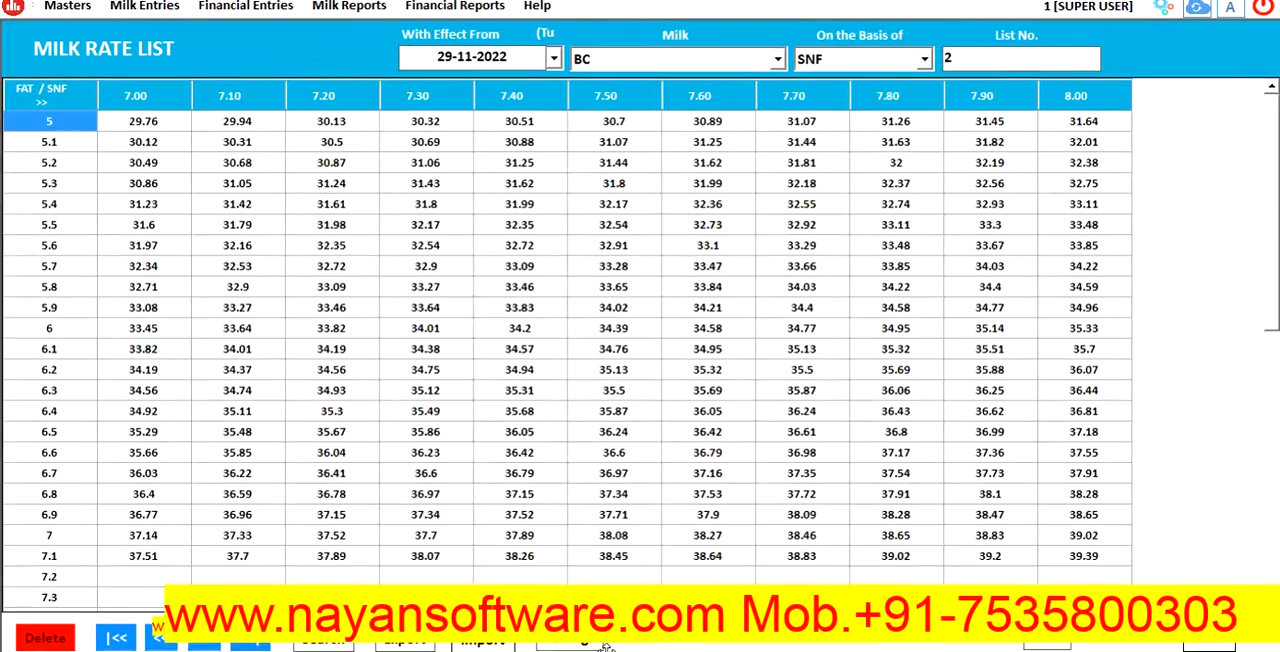 Masters Milk Entries Financial Entries Milk Reports Financial Reports Help 1 [SUPER USER] A
MILK RATE LIST
With Effect From (Tu Milk On the Basis of List No.
29-11-2022 BC SNF 2
FAT / SNF >> 7.00 7.10 7.20 7.30 7.40 7.50 7.60 7.70 7.80 7.90 8.00
5 29.76 29.94 30.13 30.32 30.51 30.7 30.89 31.07 31.26 31.45 31.64
5.1 30.12 30.31 30.5 30.69 30.88 31.07 31.25 31.44 31.63 31.82 32.01
5.2 30.49 30.68 30.87 31.06 31.25 31.44 31.62 31.81 32 32.19 32.38
5.3 30.86 31.05 31.24 31.43 31.62 31.8 31.99 32.18 32.37 32.56 32.75
5.4 31.23 31.42 31.61 31.8 31.99 32.17 32.36 32.55 32.74 32.93 33.11
5.5 31.6 31.79 31.98 32.17 32.35 32.54 32.73 32.92 33.11 33.3 33.48
5.6 31.97 32.16 32.35 32.54 32.72 32.91 33.1 33.29 33.48 33.67 33.85
5.7 32.34 32.53 32.72 32.9 33.09 33.28 33.47 33.66 33.85 34.03 34.22
5.8 32.71 32.9 33.09 33.27 33.46 33.65 33.84 34.03 34.22 34.4 34.59
5.9 33.08 33.27 33.46 33.64 33.83 34.02 34.21 34.4 34.58 34.77 34.96
6 33.45 33.64 33.82 34.01 34.2 34.39 34.58 34.77 34.95 35.14 35.33
6.1 33.82 34.01 34.19 34.38 34.57 34.76 34.95 35.13 35.32 35.51 35.7
6.2 34.19 34.37 34.56 34.75 34.94 35.13 35.32 35.5 35.69 35.88 36.07
6.3 34.56 34.74 34.93 35.12 35.31 35.5 35.69 35.87 36.06 36.25 36.44
6.4 34.92 35.11 35.3 35.49 35.68 35.87 36.05 36.24 36.43 36.62 36.81
6.5 35.29 35.48 35.67 35.86 36.05 36.24 36.42 36.61 36.8 36.99 37.18
6.6 35.66 35.85 36.04 36.23 36.42 36.6 36.79 36.98 37.17 37.36 37.55
6.7 36.03 36.22 36.41 36.6 36.79 36.97 37.16 37.35 37.54 37.73 37.91
6.8 36.4 36.59 36.78 36.97 37.15 37.34 37.53 37.72 37.91 38.1 38.28
6.9 36.77 36.96 37.15 37.34 37.52 37.71 37.9 38.09 38.28 38.47 38.65
7 37.14 37.33 37.52 37.7 37.89 38.08 38.27 38.46 38.65 38.83 39.02
7.1 37.51 37.7 37.89 38.07 38.26 38.45 38.64 38.83 39.02 39.2 39.39
7.2
7.3
www.nayansoftware.com Mob.+91-7535800303
Delete |<<